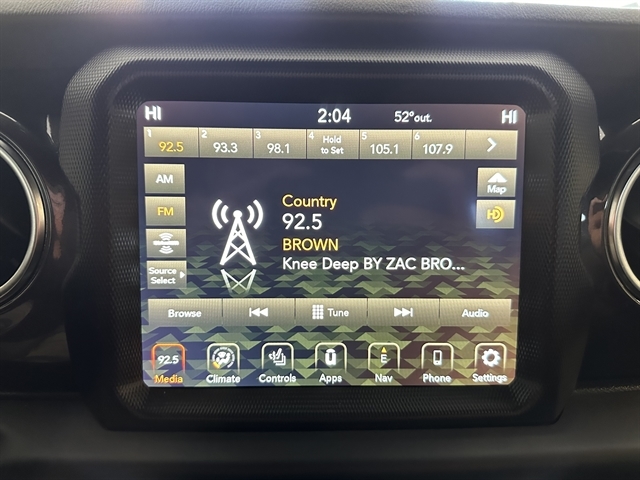 HI 2:04 52°out. HI
1 92.5 2 93.3 3 98.1 4 Hold to Set 5 105.1 6 107.9
AM
FM
Source
Select
Country
92.5
BROWN
Knee Deep BY ZAC BRO...
Map
HD
Browse Tune Audio
92.5 E
Media Climate Controls Apps Nav Phone Settings